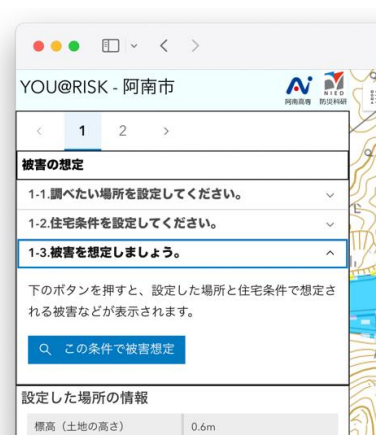 YOU@RISK - 阿南市
阿南高専 防災科研
NIED
1 2
被害の想定
1-1.調べたい場所を設定してください。
1-2.住宅条件を設定してください。
1-3.被害を想定しましょう。
下のボタンを押すと、設定した場所と住宅条件で想定さ
れる被害などが表示されます。
この条件で被害想定
設定した場所の情報
標高（土地の高さ） 0.6m